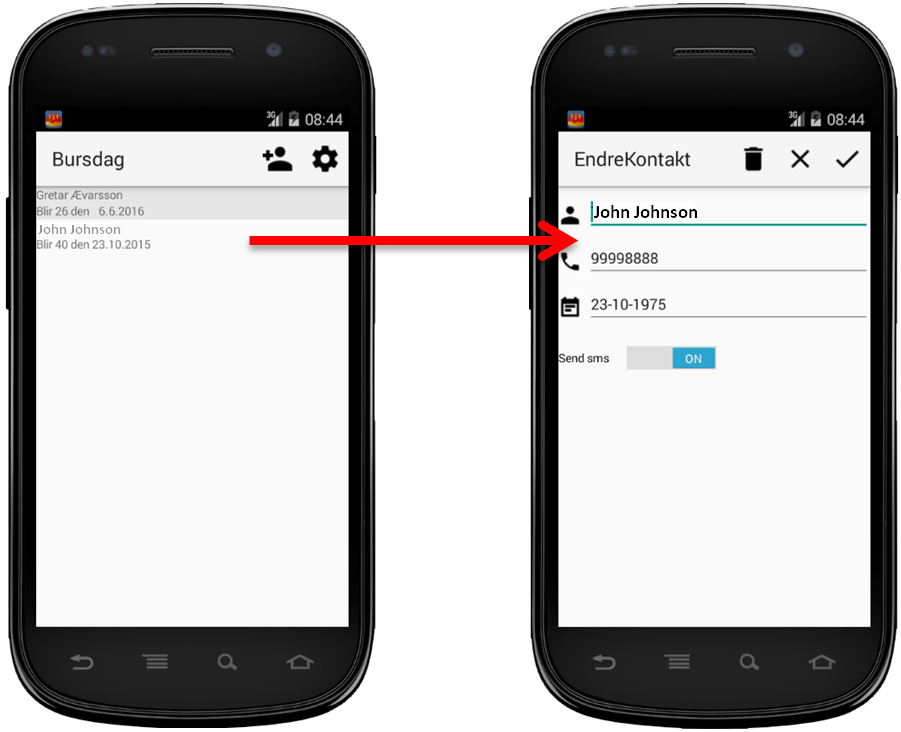 3G 08:44
Bursdag
Gretar Ævarsson
Blir 26 den 6.6.2016
John Johnson
Blir 40 den 23.10.2015
3G 08:44
EndreKontakt
John Johnson
99998888
23-10-1975
Send sms ON